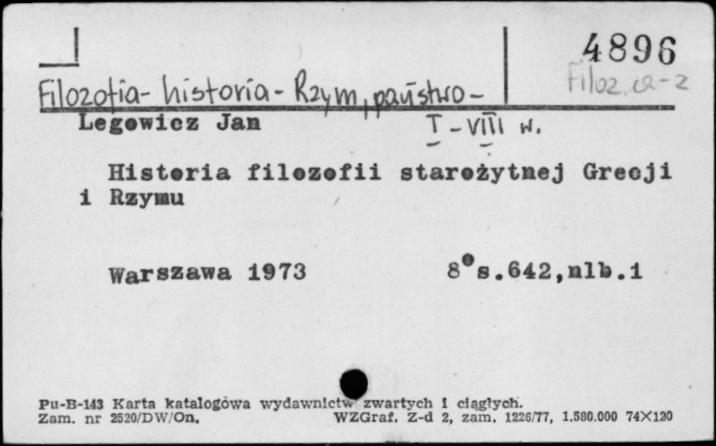 4896
Filozofia - historia - Rzym, państwo -
Filoz.
Legowicz Jan
I - VIII w.
Historia filozofii starożytnej Grecji
i Rzymu
Warszawa 1973 8° s.642,nlb.1
Pu-B-143 Karta katalogowa wydawnictw zwartych i ciągłych.
Zam. nr 2520/DW/On. WZGraf. Z-d 2, zam. 1226/77, 1.580.000 74X120